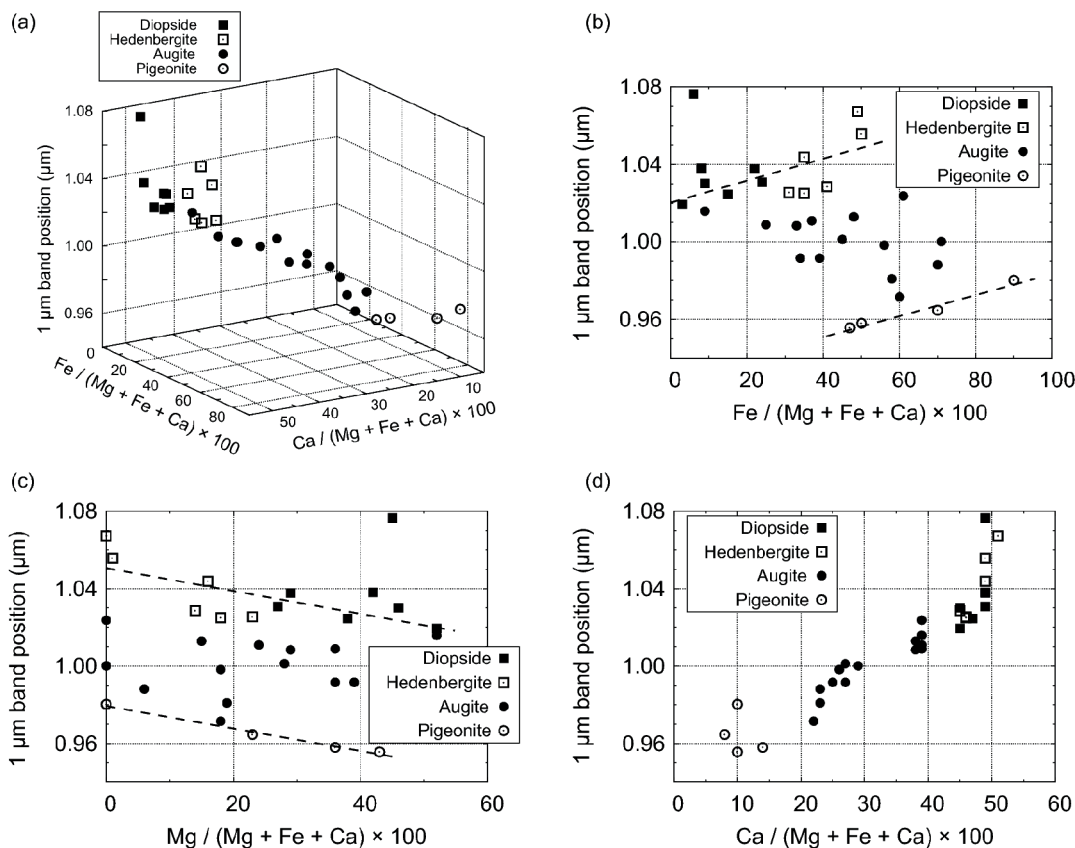 (a)
Diopside
Hedenbergite
Augite
Pigeonite
1.08
1.04
1.00
0.96
1 μm band position (μm)
0
20
40
60
80
Fe / (Mg + Fe + Ca) × 100
50
40
30
20
10
Ca / (Mg + Fe + Ca) × 100
(b)
1.08
1.04
1.00
0.96
1 μm band position (μm)
Diopside
Hedenbergite
Augite
Pigeonite
0 20 40 60 80 100
Fe / (Mg + Fe + Ca) × 100
(c)
1.08
1.04
1.00
0.96
1 μm band position (μm)
Diopside
Hedenbergite
Augite
Pigeonite
0 20 40 60
Mg / (Mg + Fe + Ca) × 100
(d)
1.08
1.04
1.00
0.96
1 μm band position (μm)
Diopside
Hedenbergite
Augite
Pigeonite
0 10 20 30 40 50 60
Ca / (Mg + Fe + Ca) × 100